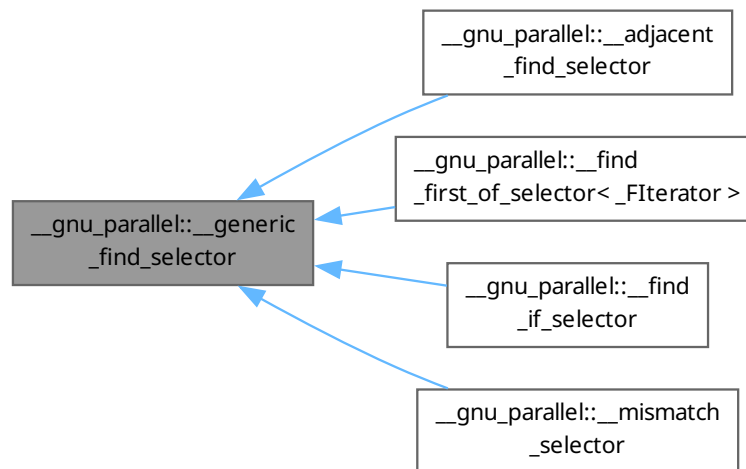 __gnu_parallel::__adjacent
_find_selector
__gnu_parallel::__find
_first_of_selector< _FIterator >
__gnu_parallel::__generic
_find_selector
__gnu_parallel::__find
_if_selector
__gnu_parallel::__mismatch
_selector